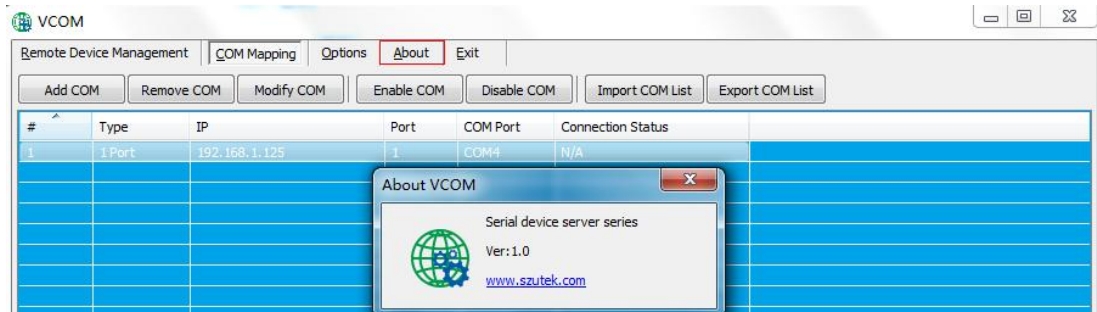 VCOM
Remote Device Management COM Mapping Options About Exit
Add COM Remove COM Modify COM Enable COM Disable COM Import COM List Export COM List
# Type IP Port COM Port Connection Status
1 1 Port 192.168.1.125 1 COM4 N/A
About VCOM
Serial device server series
Ver:1.0
www.szutek.com